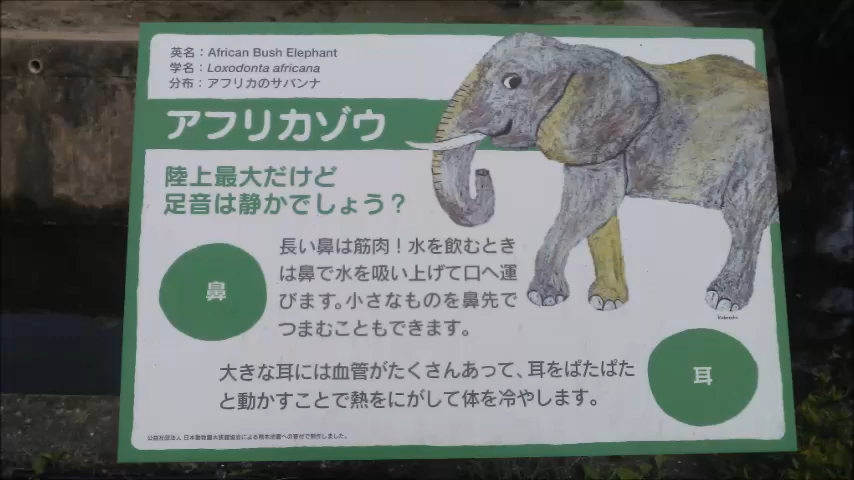 英名：African Bush Elephant
学名：Loxodonta africana
分布：アフリカのサバンナ
アフリカゾウ
陸上最大だけど
足音は静かでしょう？
鼻
長い鼻は筋肉！水を飲むとき
は鼻で水を吸い上げて口へ運
びます。小さなものを鼻先で
つまむこともできます。
大きな耳には血管がたくさんあって、耳をぱたぱた
と動かすことで熱をにがして体を冷やします。
耳
公益社団法人 日本動物園水族館協会による熊本市置への寄付で制作しました。